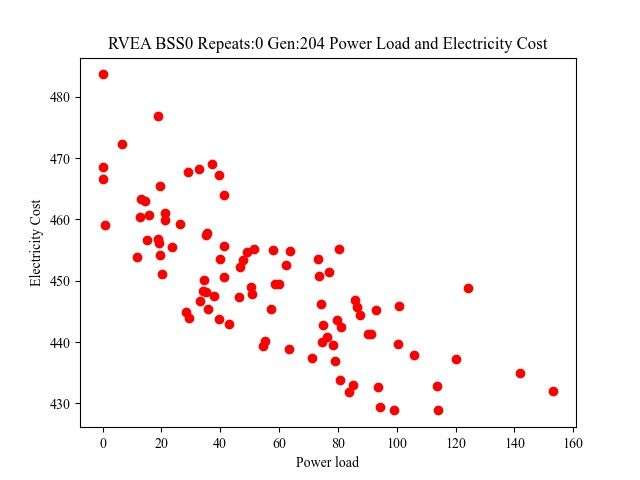 RVEA BSS0 Repeats:0 Gen:204 Power Load and Electricity Cost
480
470
460
450
440
430
Electricity Cost
0 20 40 60 80 100 120 140 160
Power load